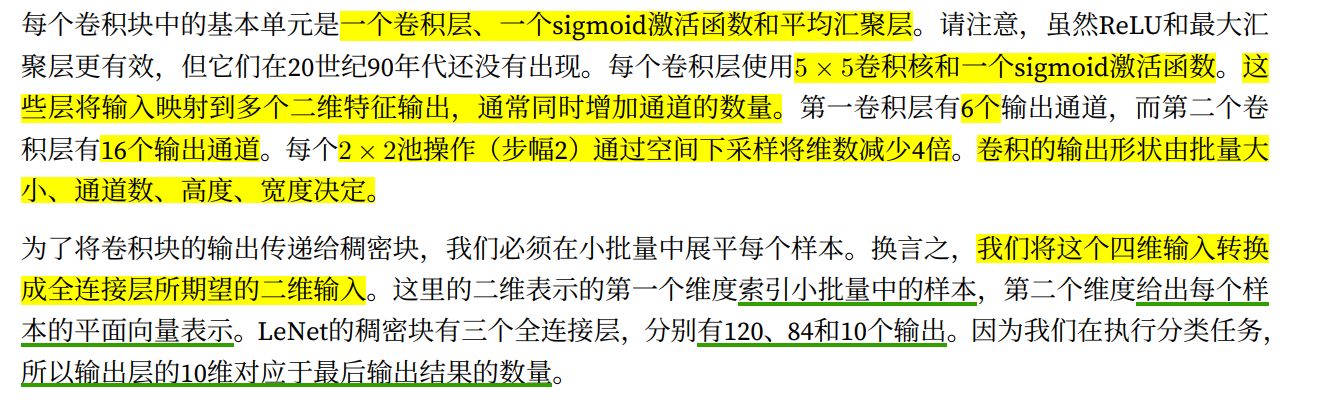 每个卷积块中的基本单元是一个卷积层、一个sigmoid激活函数和平均汇聚层。请注意，虽然ReLU和最大汇
聚层更有效，但它们在20世纪90年代还没有出现。每个卷积层使用5 × 5卷积核和一个sigmoid激活函数。这
些层将输入映射到多个二维特征输出，通常同时增加通道的数量。第一卷积层有6个输出通道，而第二个卷
积层有16个输出通道。每个2 × 2池操作（步幅2）通过空间下采样将维数减少4倍。卷积的输出形状由批量大
小、通道数、高度、宽度决定。
为了将卷积块的输出传递给稠密块，我们必须在小批量中展平每个样本。换言之，我们将这个四维输入转换
成全连接层所期望的二维输入。这里的二维表示的第一个维度索引小批量中的样本，第二个维度给出每个样
本的平面向量表示。LeNet的稠密块有三个全连接层，分别有120、84和10个输出。因为我们在执行分类任务，
所以输出层的10维对应于最后输出结果的数量。